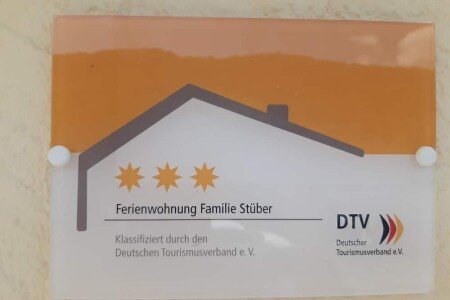 Ferienwohnung Familie Stüber
Klassifiziert durch den
Deutschen Tourismusverband e. V.
DTV
Deutscher
Tourismusverband e.V.